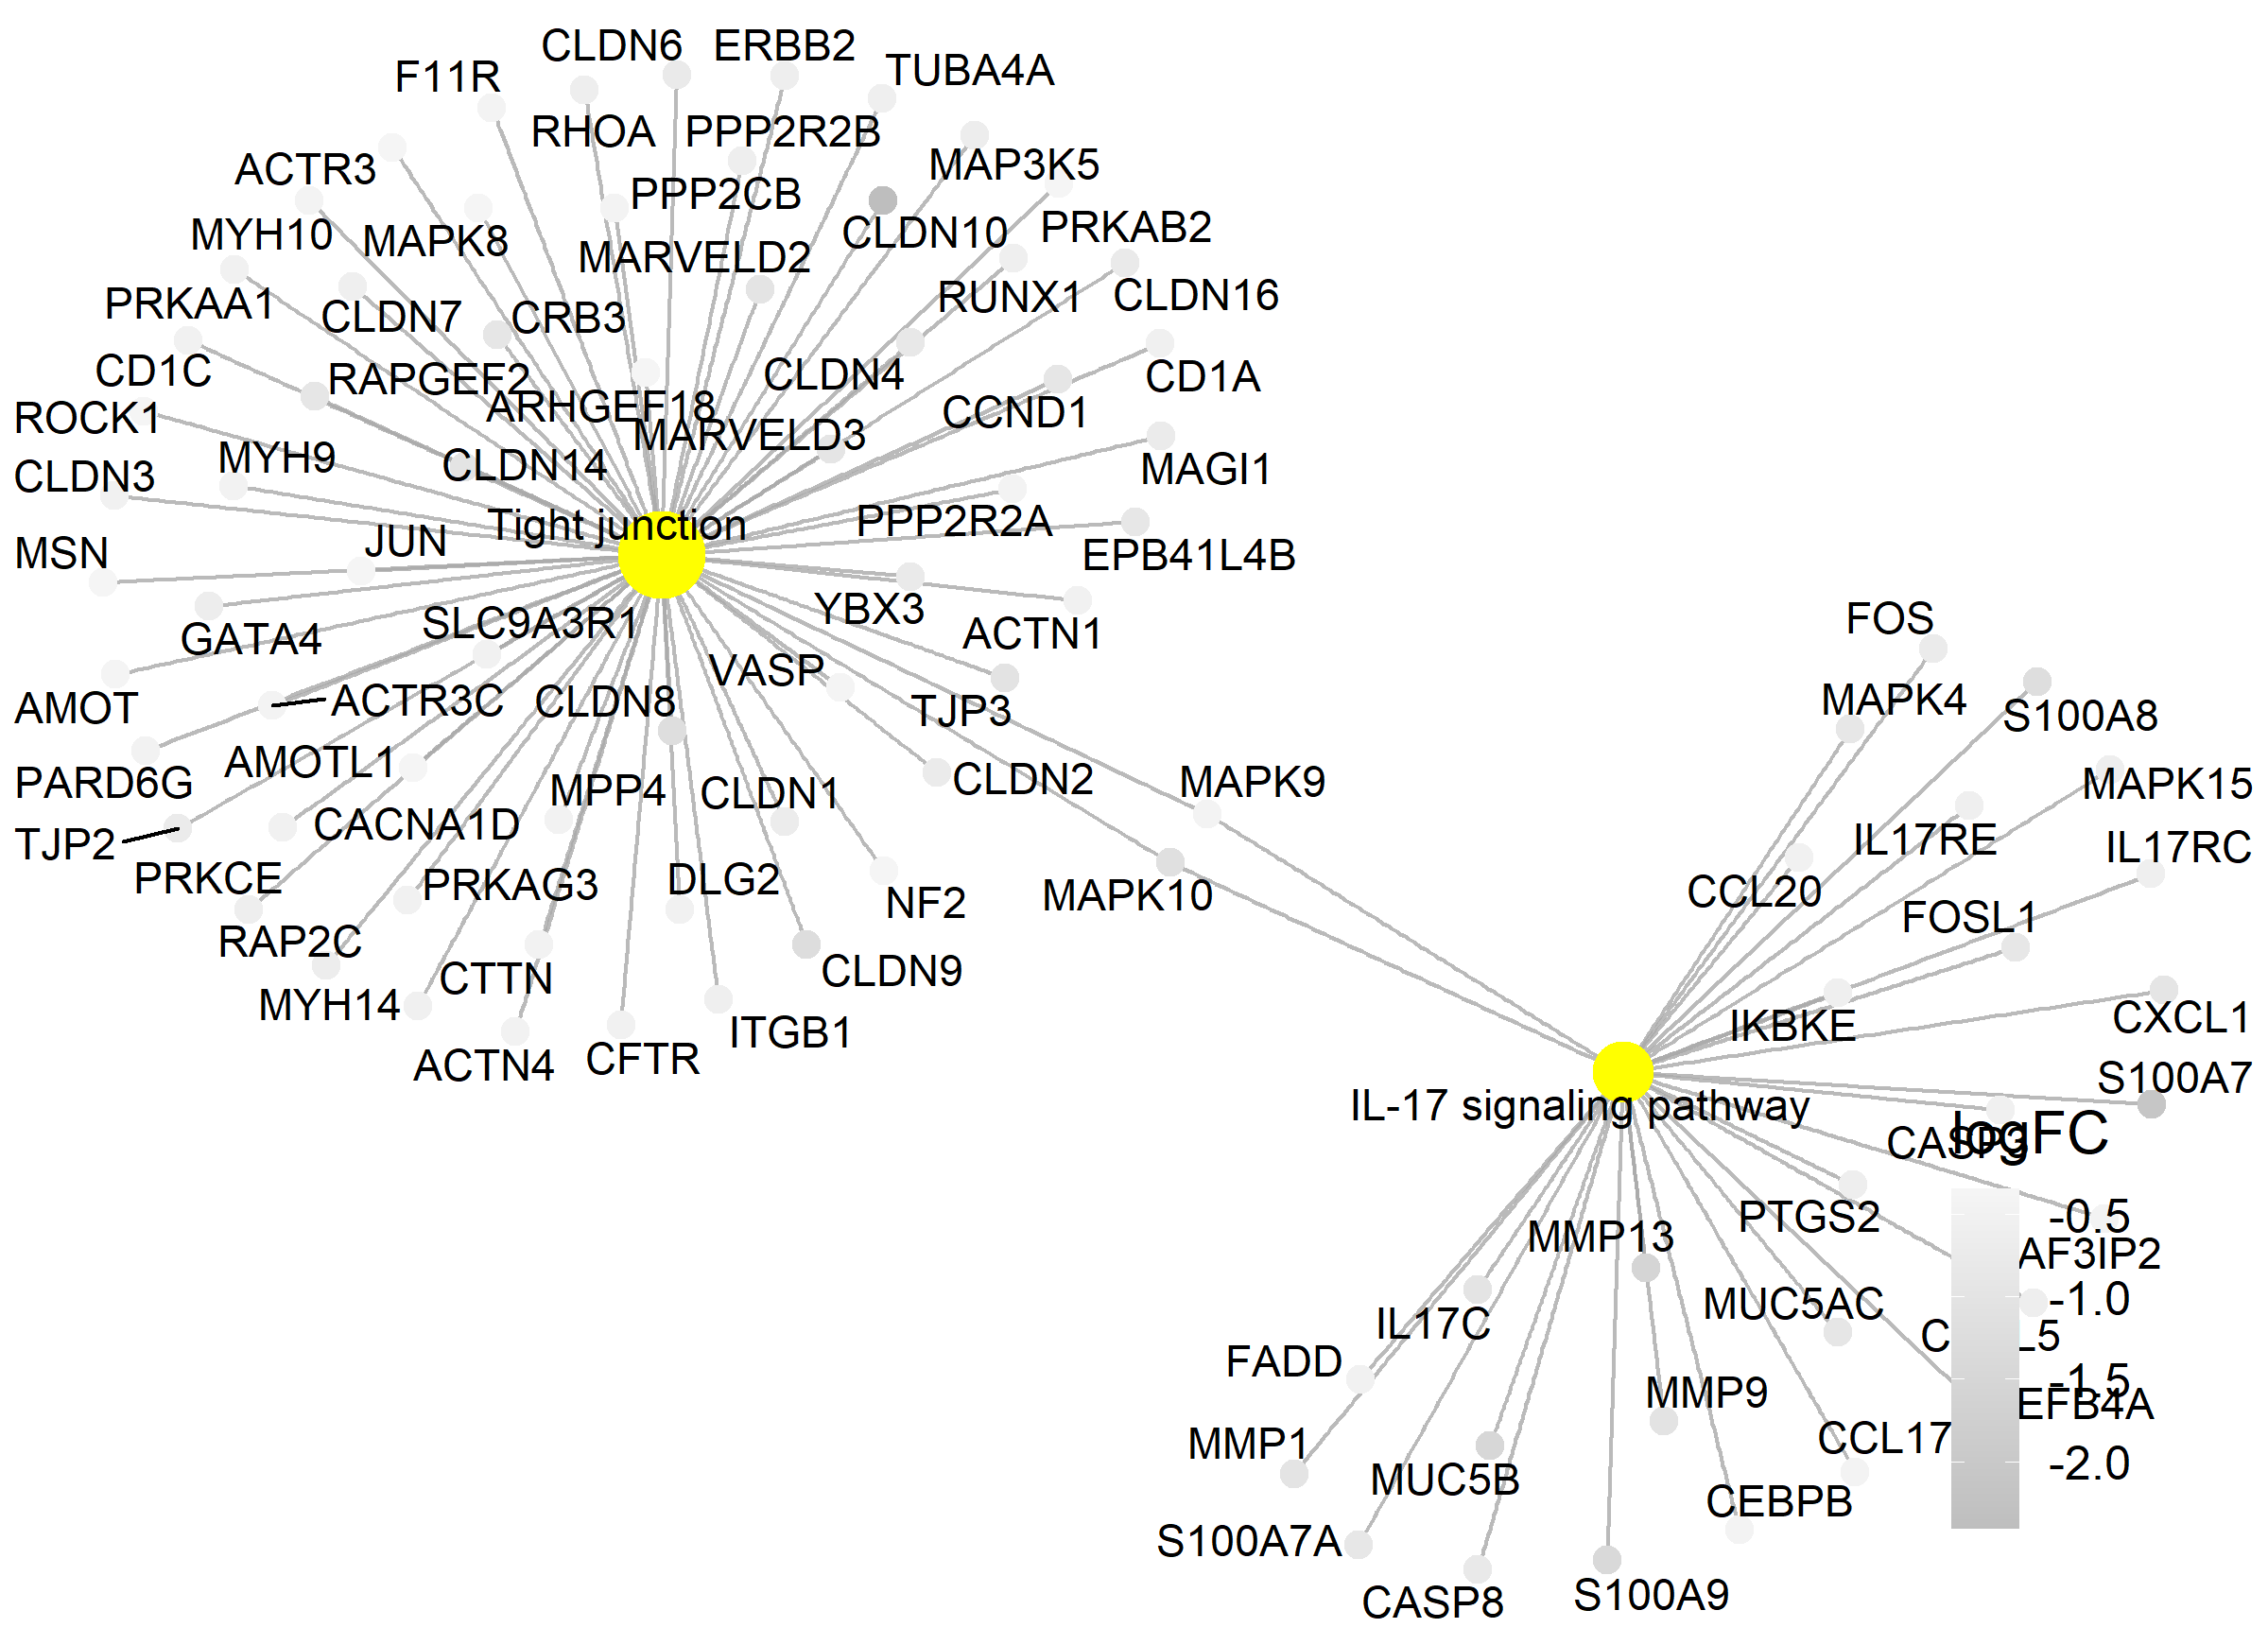 CLDN6
ERBB2
TUBA4A
F11R
RHOA
PPP2R2B
MAP3K5
ACTR3
PPP2CB
MYH10
MAPK8
CLDN10
PRKAB2
MARVELD2
PRKAA1
CLDN7
CRB3
RUNX1
CLDN16
CD1C
RAPGEF2
CLDN4
CD1A
ARHGEF18
ROCK1
CCND1
MARVELD3
CLDN3
MYH9
CLDN14
MAGI1
Tight junction
PPP2R2A
MSN
JUN
EPB41L4B
GATA4
SLC9A3R1
YBX3
ACTN1
FOS
AMOT
ACTR3C
CLDN8
VASP
TJP3
MAPK4
S100A8
PARD6G
AMOTL1
MPP4
CLDN1
CLDN2
MAPK9
MAPK15
TJP2
CACNA1D
IL17RE
IL17RC
PRKCE
PRKAG3
DLG2
NF2
MAPK10
CCL20
FOSL1
RAP2C
CTTN
CLDN9
MYH14
ITGB1
IKBKE
CXCL1
ACTN4
CFTR
S100A7
IL-17 signaling pathway
CASP3
logFC
MMP13
PTGS2
-0.5
AF3IP2
-1.0
IL17C
MUC5AC
L5
FADD
-1.5
MMP9
EFB4A
MMP1
CCL17
-2.0
MUC5B
CEBPB
S100A7A
CASP8
S100A9